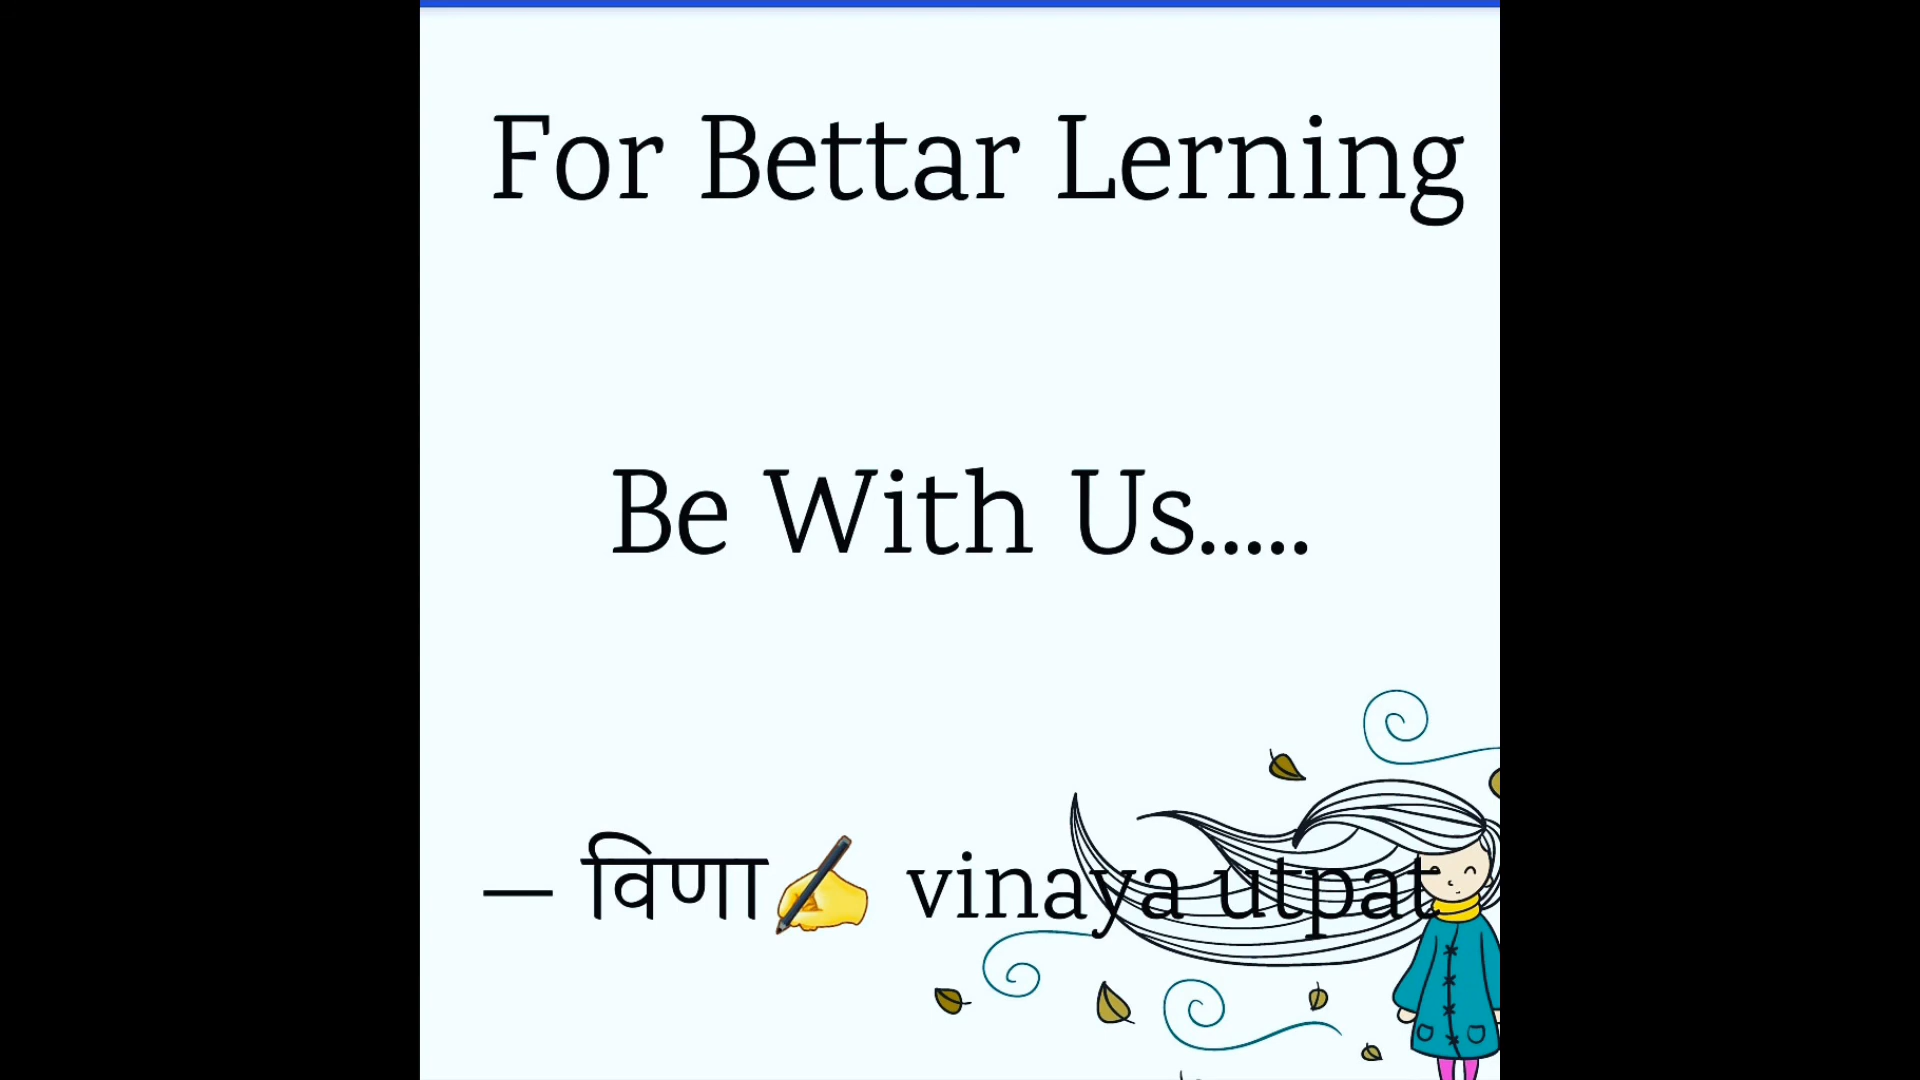 For Bettar Lerning
Be With Us.....
— विणा✍ vinaya utpat